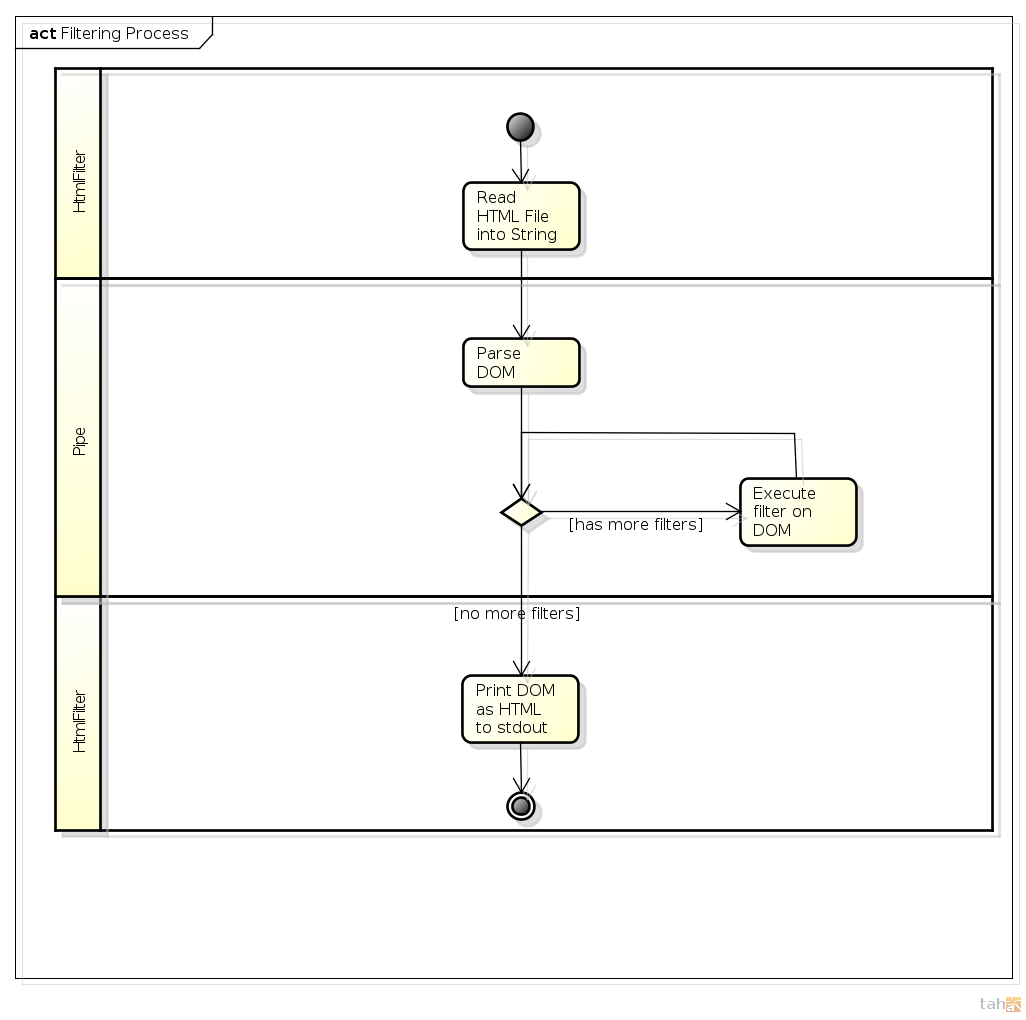 act Filtering Process
HtmlFilter
Read
HTML File
into String
Pipe
Parse
DOM
Execute
filter on
DOM
[has more filters]
HtmlFilter
[no more filters]
Print DOM
as HTML
to stdout